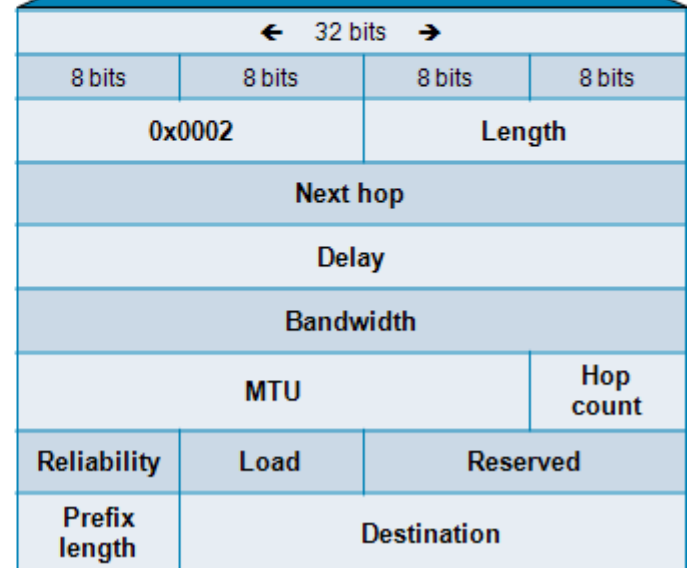 ← 32 bits →
8 bits 8 bits 8 bits 8 bits
0x0002 Length
Next hop
Delay
Bandwidth
MTU Hop count
Reliability Load Reserved
Prefix length Destination